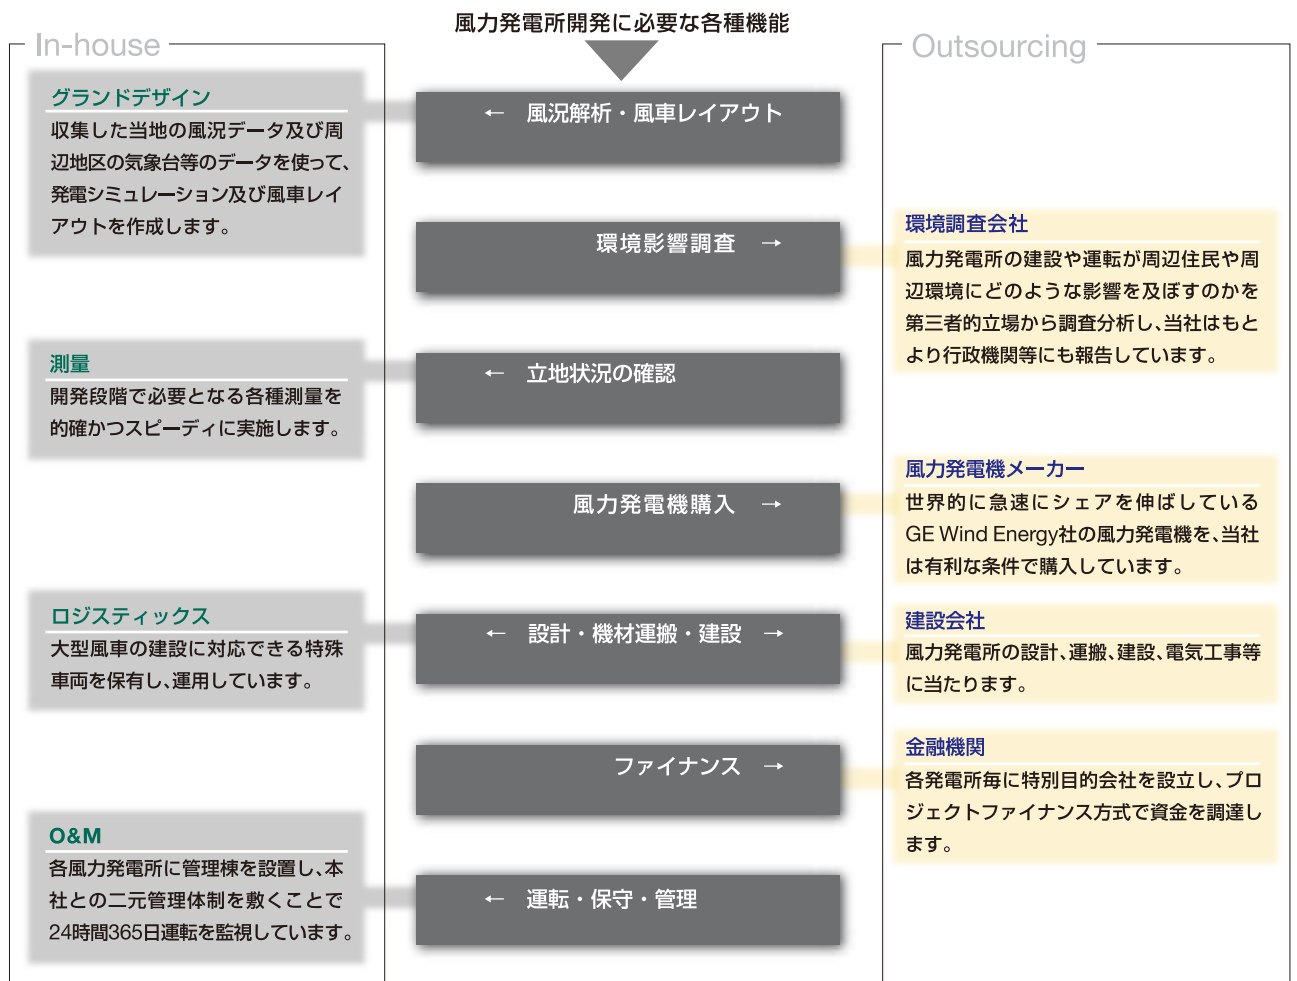 風力発電所開発に必要な各種機能
In-house
グランドデザイン
収集した当地の風況データ及び周
辺地区の気象台等のデータを使って、
発電シミュレーション及び風車レイ
アウトを作成します。
測量
開発段階で必要となる各種測量を
的確かつスピーディに実施します。
ロジスティックス
大型風車の建設に対応できる特殊
車両を保有し、運用しています。
O&M
各風力発電所に管理棟を設置し、本
社との二元管理体制を敷くことで
24時間365日運転を監視しています。
← 風況解析・風車レイアウト
環境影響調査 →
← 立地状況の確認
風力発電機購入 →
← 設計・機材運搬・建設 →
ファイナンス →
← 運転・保守・管理
Outsourcing
環境調査会社
風力発電所の建設や運転が周辺住民や周
辺環境にどのような影響を及ぼすのかを
第三者的立場から調査分析し、当社はもと
より行政機関等にも報告しています。
風力発電機メーカー
世界的に急速にシェアを伸ばしている
GE Wind Energy社の風力発電機を、当社
は有利な条件で購入しています。
建設会社
風力発電所の設計、運搬、建設、電気工事等
に当たります。
金融機関
各発電所毎に特別目的会社を設立し、プロ
ジェクトファイナンス方式で資金を調達し
ます。